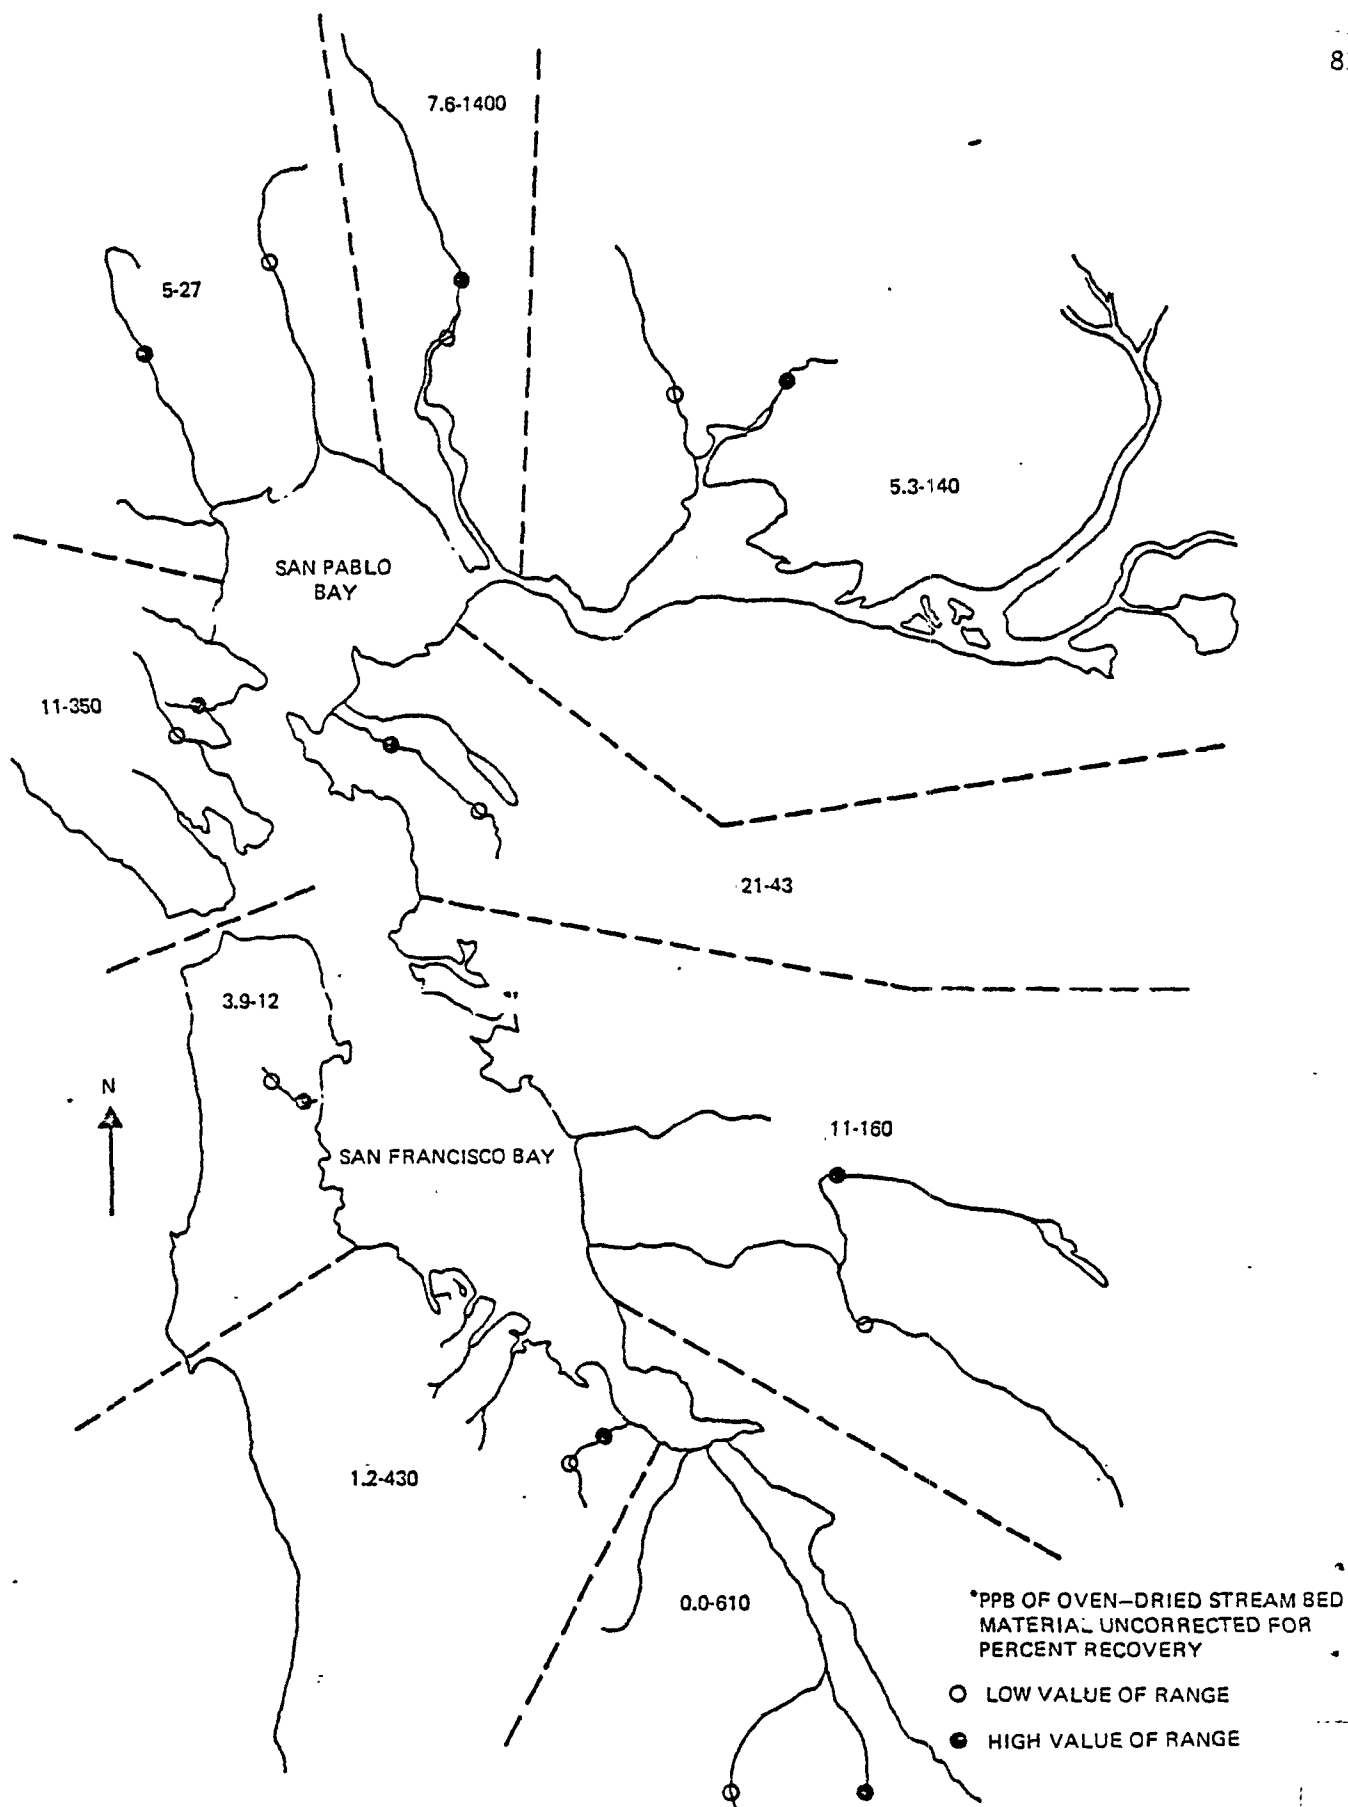 7.6-1400
5-27
5.3-140
SAN PABLO
BAY
11-350
21-43
3.9-12
N
SAN FRANCISCO BAY
11-160
1.2-430
0.0-610
*PPB OF OVEN-DRIED STREAM BED
MATERIAL UNCORRECTED FOR
PERCENT RECOVERY
LOW VALUE OF RANGE
HIGH VALUE OF RANGE